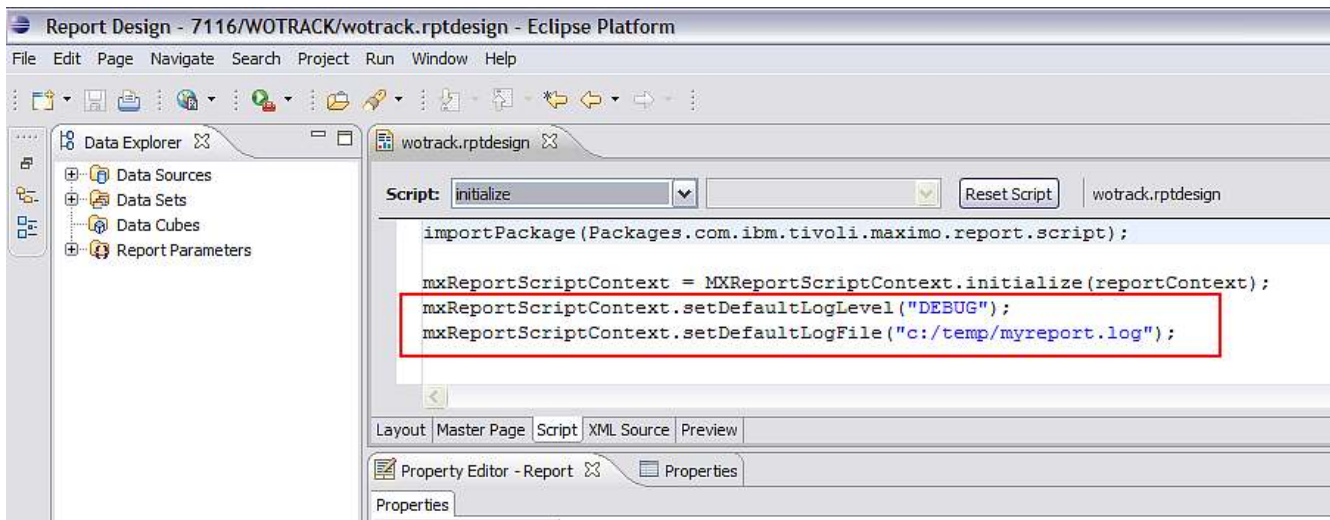 Report Design - 7116/WOTRACK/wotrack.rptdesign - Eclipse Platform
File Edit Page Navigate Search Project Run Window Help
Data Explorer
Data Sources
Data Sets
Data Cubes
Report Parameters
wotrack.rptdesign
Script: initialize Reset Script wotrack.rptdesign
importPackage(Packages.com.ibm.tivoli.maximo.report.script);
mxReportScriptContext = MXReportScriptContext.initialize(reportContext);
mxReportScriptContext.setDefaultLogLevel("DEBUG");
mxReportScriptContext.setDefaultLogFile("c:/temp/myreport.log");
Layout Master Page Script XML Source Preview
Property Editor - Report Properties
Properties